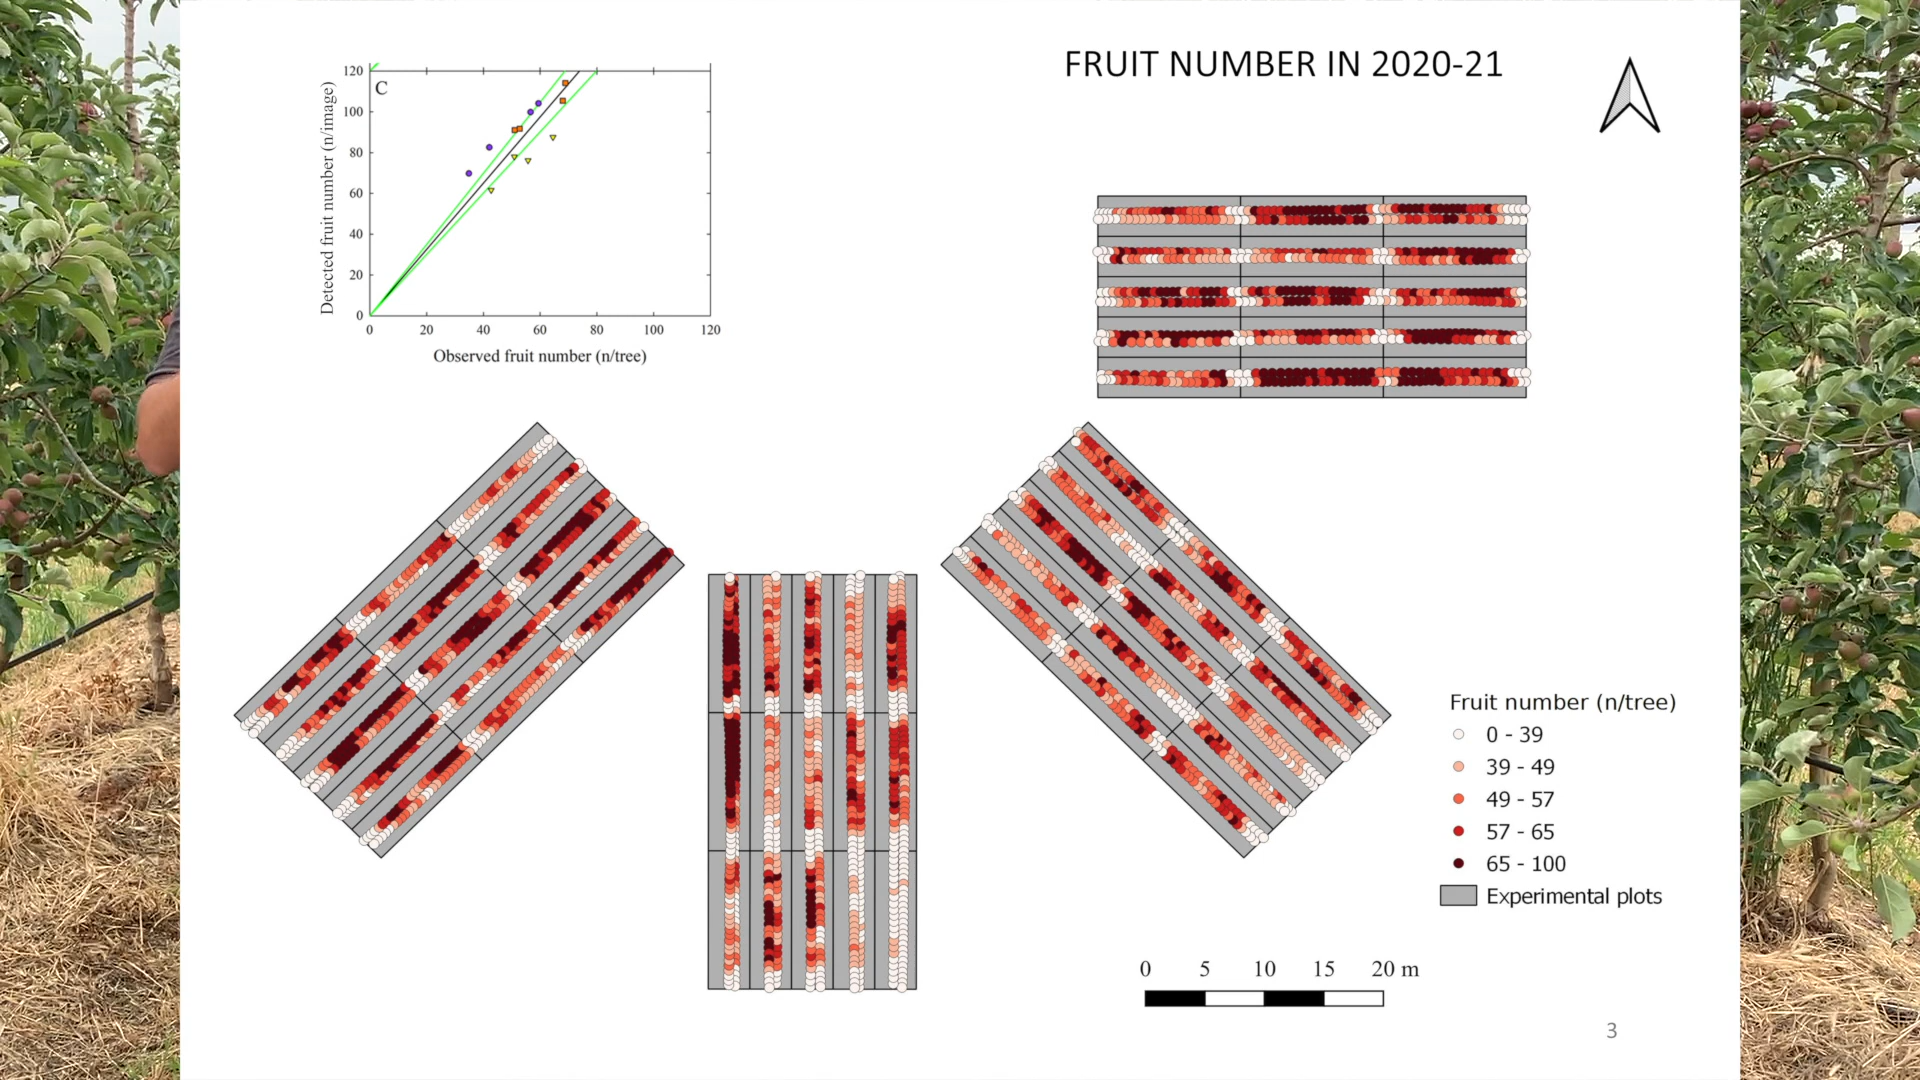 FRUIT NUMBER IN 2020-21
C
Detected fruit number (n/image)
120
100
80
60
40
20
0
0 20 40 60 80 100 120
Observed fruit number (n/tree)
Fruit number (n/tree)
0 - 39
39 - 49
49 - 57
57 - 65
65 - 100
Experimental plots
0 5 10 15 20 m
3